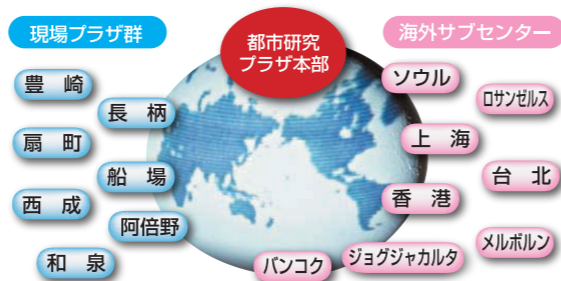 現場プラザ群
都市研究
プラザ本部
海外サブセンター
豊崎
長柄
扇町
船場
西成
阿倍野
和泉
ソウル
ロサンゼルス
上海
台北
香港
メルボルン
ジョグジャカルタ
バンコク